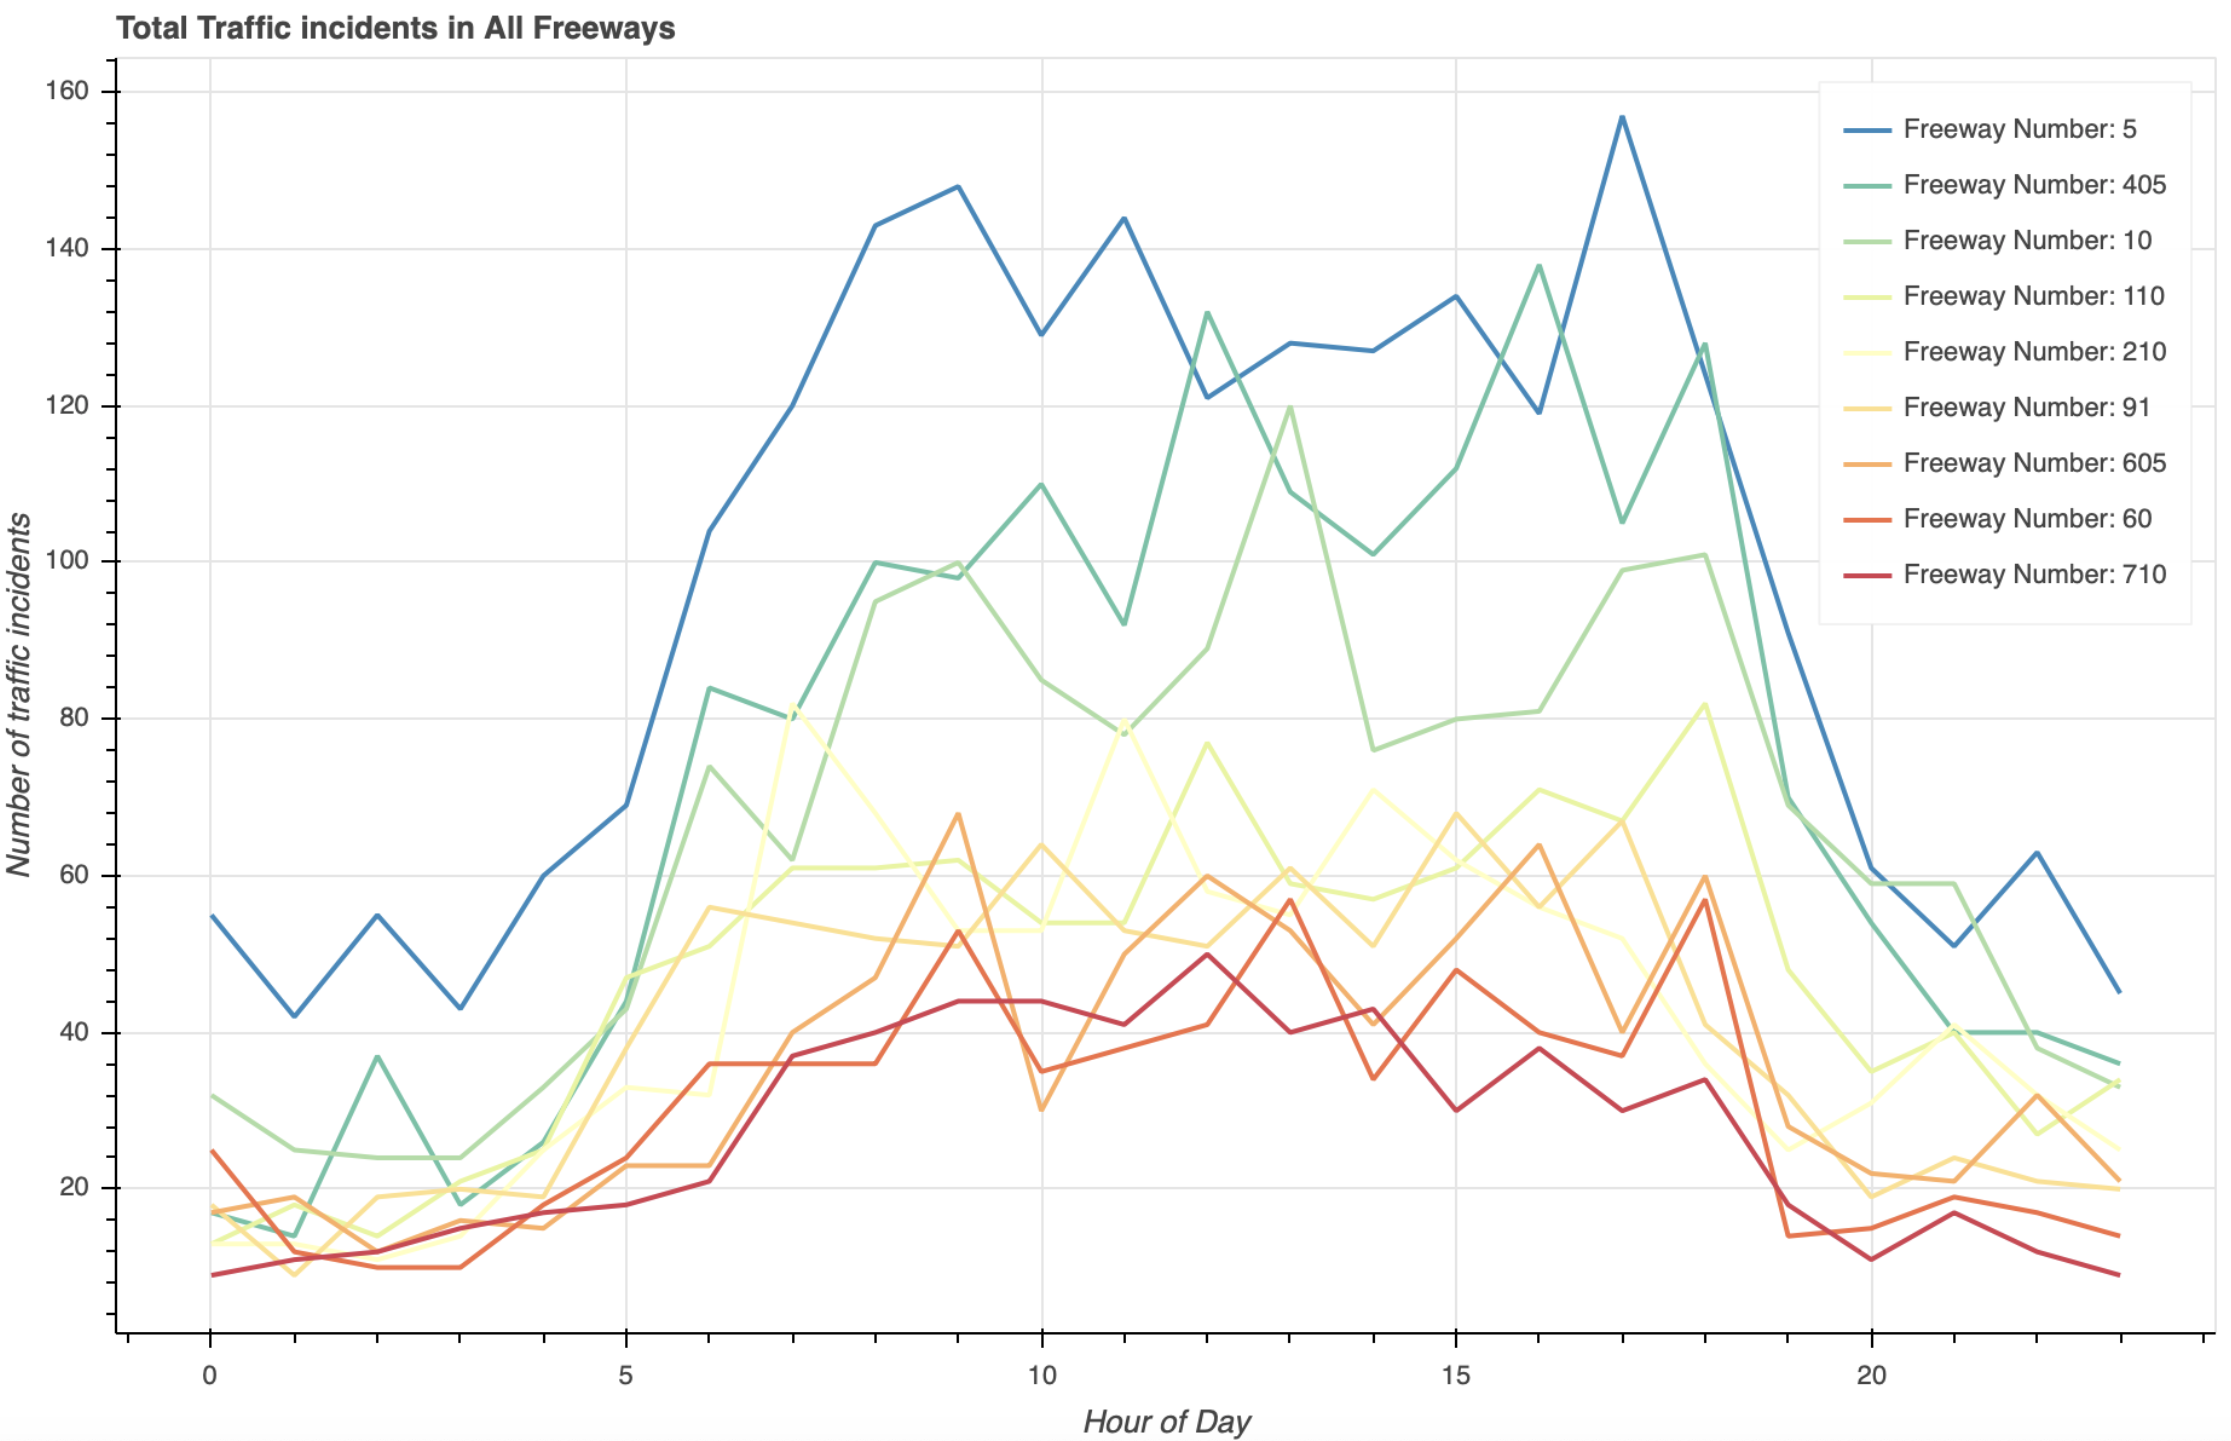 Total Traffic incidents in All Freeways
160
140
120
100
80
60
40
20
Number of traffic incidents
0
5
10
15
20
Hour of Day
Freeway Number: 5
Freeway Number: 405
Freeway Number: 10
Freeway Number: 110
Freeway Number: 210
Freeway Number: 91
Freeway Number: 605
Freeway Number: 60
Freeway Number: 710